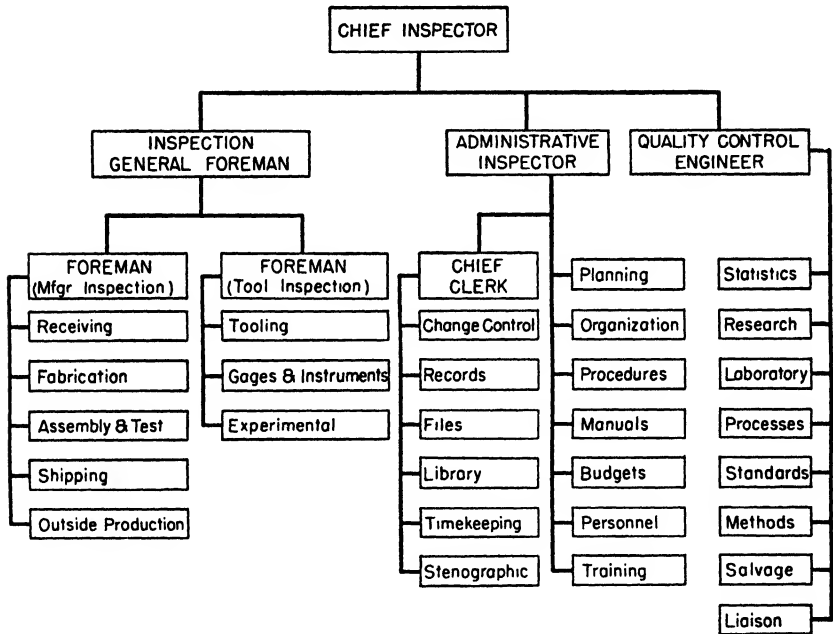 CHIEF INSPECTOR
INSPECTION
GENERAL FOREMAN
ADMINISTRATIVE
INSPECTOR
QUALITY CONTROL
ENGINEER
FOREMAN
(Mfgr Inspection)
Receiving
Fabrication
Assembly & Test
Shipping
Outside Production
FOREMAN
(Tool Inspection)
Tooling
Gages & Instruments
Experimental
CHIEF
CLERK
Change Control
Records
Files
Library
Timekeeping
Stenographic
Planning
Organization
Procedures
Manuals
Budgets
Personnel
Training
Statistics
Research
Laboratory
Processes
Standards
Methods
Salvage
Liaison